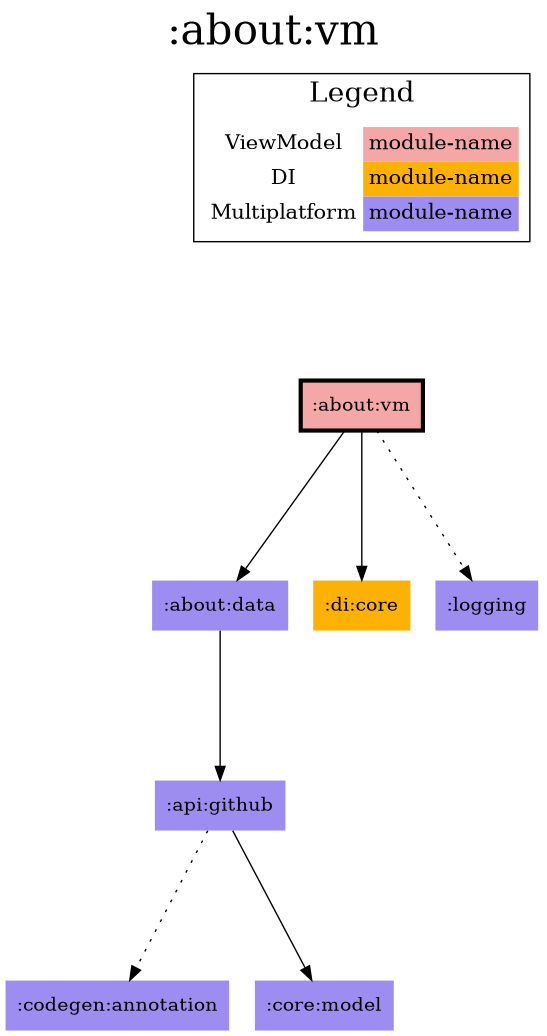 :about:vm
Legend
ViewModel module-name
DI module-name
Multiplatform module-name
:about:vm
:about:data :di:core :logging
:api:github
:codegen:annotation :core:model